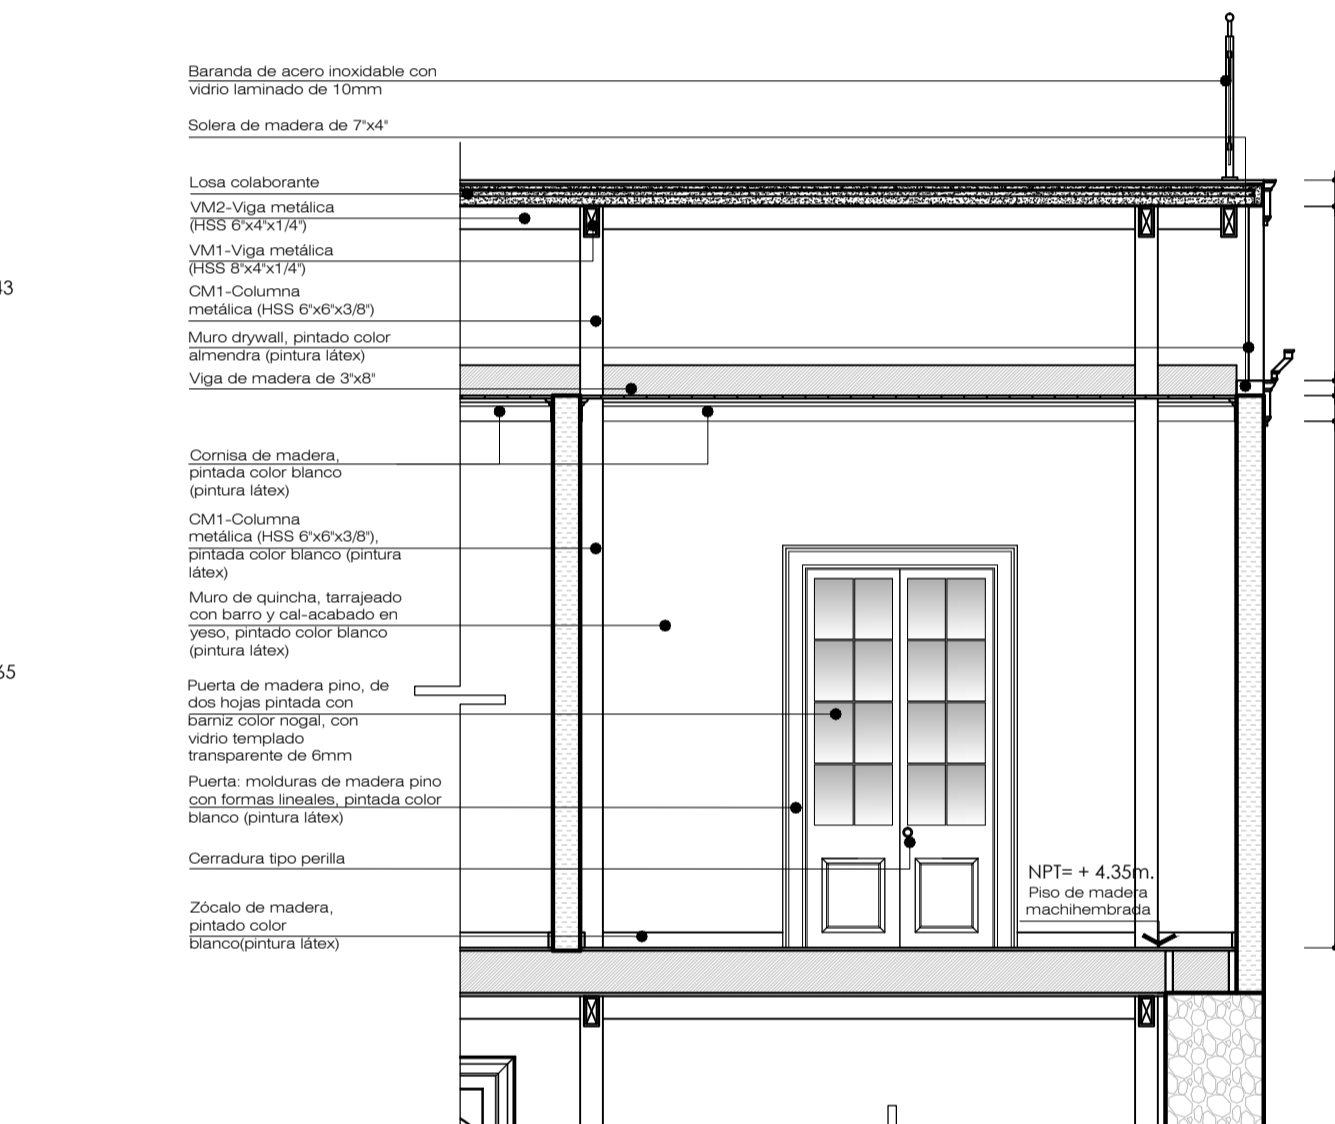 Baranda de acero inoxidable con
vidrio laminado de 10mm
Solera de madera de 7"x4"
Losa colaborante
VM2-Viga metálica
(HSS 6"x4"x1/4")
VM1-Viga metálica
(HSS 8"x4"x1/4")
CM1-Columna
metálica (HSS 6"x6"x3/8")
Muro drywall, pintado color
almendra (pintura látex)
Viga de madera de 3"x8"
Cornisa de madera,
pintada color blanco
(pintura látex)
CM1-Columna
metálica (HSS 6"x6"x3/8"),
pintada color blanco (pintura
látex)
Muro de quincha, tarrajeado
con barro y cal-acabado en
yeso, pintado color blanco
(pintura látex)
Puerta de madera pino, de
dos hojas pintada con
barniz color nogal, con
vidrio templado
transparente de 6mm
Puerta: molduras de madera pino
con formas lineales, pintada color
blanco (pintura látex)
Cerradura tipo perilla
Zócalo de madera,
pintado color
blanco(pintura látex)
NPT= + 4.35m.
Piso de madera
machihembrada